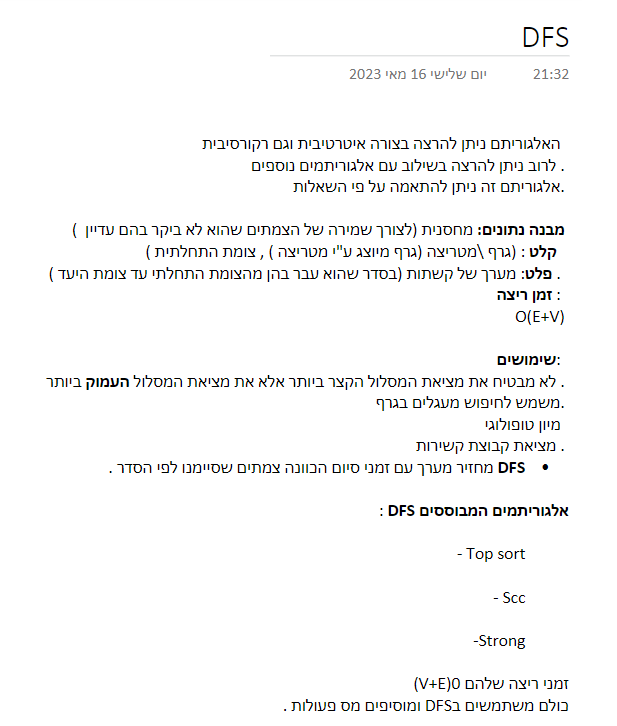 DFS
יום שלישי 16 מאי 2023 21:32
האלגוריתם ניתן להרצה בצורה איטרטיבית וגם רקורסיבית
. לרוב ניתן להרצה בשילוב עם אלגוריתמים נוספים
.אלגוריתם זה ניתן להתאמה על פי השאלות
מבנה נתונים: מחסנית (לצורך שמירה של הצמתים שהוא לא ביקר בהם עדיין )
קלט : (גרף \מטריצה (גרף מיוצג ע"י מטריצה ) , צומת התחלתית )
. פלט: מערך של קשתות (בסדר שהוא עבר בהן מהצומת התחלתי עד צומת היעד )
: זמן ריצה
O(E+V)
:שימושים
. לא מבטיח את מציאת המסלול הקצר ביותר אלא את מציאת המסלול העמוק ביותר
.משמש לחיפוש מעגלים בגרף
מיון טופולוגי
. מציאת קבוצת קשירות
• DFS מחזיר מערך עם זמני סיום הכוונה צמתים שסיימנו לפי הסדר .
אלגוריתמים המבוססים DFS :
- Top sort
- Scc
-Strong
זמני ריצה שלהם 0(V+E)
כולם משתמשים בDFS ומוסיפים מס פעולות .